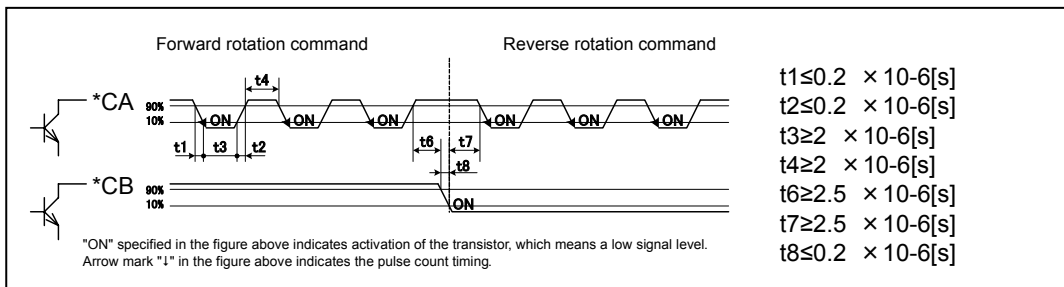 Forward rotation command
Reverse rotation command
t4
*CA
90%
10%
ON
ON
ON
ON
ON
ON
t1
t3
t2
t6
t7
t8
*CB
90%
10%
ON
"ON" specified in the figure above indicates activation of the transistor, which means a low signal level.
Arrow mark "↓" in the figure above indicates the pulse count timing.
t1≤0.2 ×10-6[s]
t2≤0.2 ×10-6[s]
t3≥2 ×10-6[s]
t4≥2 ×10-6[s]
t6≥2.5 ×10-6[s]
t7≥2.5 ×10-6[s]
t8≤0.2 ×10-6[s]